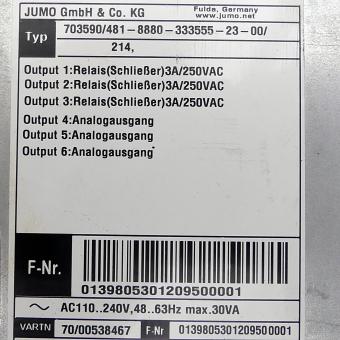 JUMO GmbH & Co. KG
Fulda, Germany
www.jumo.net
Typ
703590/481-8880-333555-23-00/
214,
Output 1:Relais(Schließer)3A/250VAC
Output 2:Relais(Schließer)3A/250VAC
Output 3:Relais(Schließer)3A/250VAC
Output 4:Analogausgang
Output 5:Analogausgang
Output 6:Analogausgang
F-Nr.
0139805301209500001
AC110..240V,48..63Hz max.30VA
VARTN
70/00538467
F-Nr
0139805301209500001